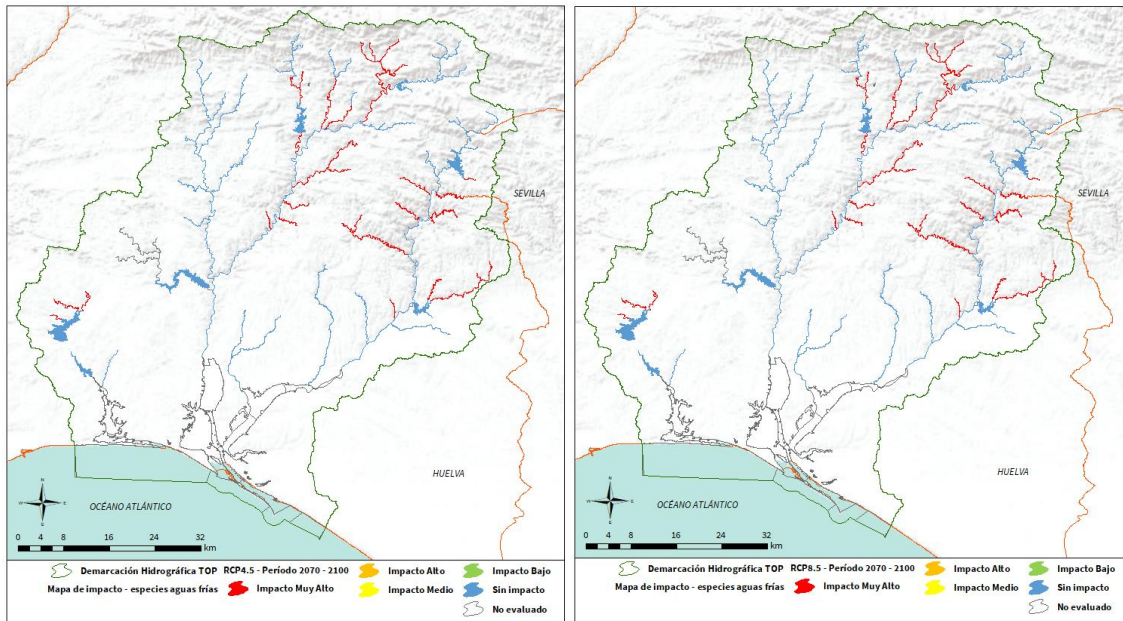 SEVILLA
HUELVA
OCÉANO ATLÁNTICO
N
W E
S
0 4 8 16 24 32
km
Demarcación Hidrográfica TOP RCP4.5 - Período 2070 - 2100 Impacto Alto Impacto Bajo
Mapa de impacto - especies aguas frías Impacto Muy Alto Impacto Medio Sin impacto
No evaluado
SEVILLA
HUELVA
OCÉANO ATLÁNTICO
N
W E
S
0 4 8 16 24 32
km
Demarcación Hidrográfica TOP RCP8.5 - Período 2070 - 2100 Impacto Alto Impacto Bajo
Mapa de impacto - especies aguas frías Impacto Muy Alto Impacto Medio Sin impacto
No evaluado